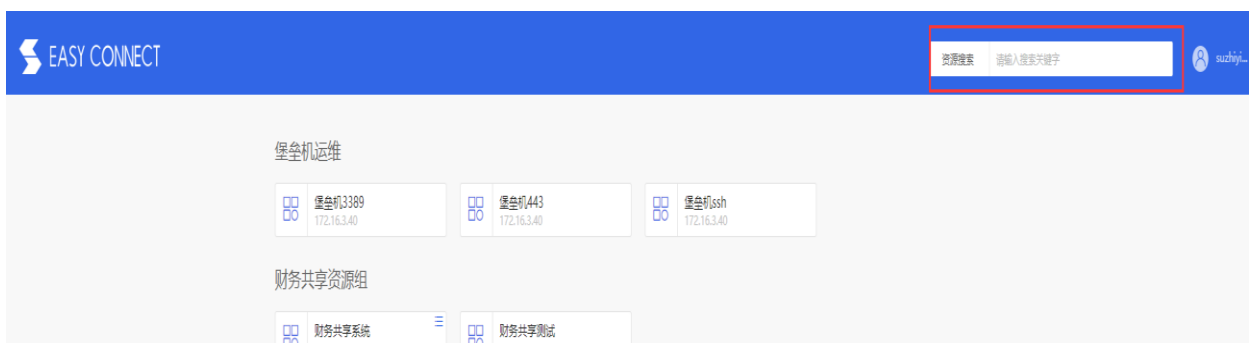 EASY CONNECT
资源搜索 请输入搜索关键字
suzhiyi...
堡垒机运维
堡垒机3389
172.16.3.40
堡垒机443
172.16.3.40
堡垒机ssh
172.16.3.40
财务共享资源组
财务共享系统
财务共享测试